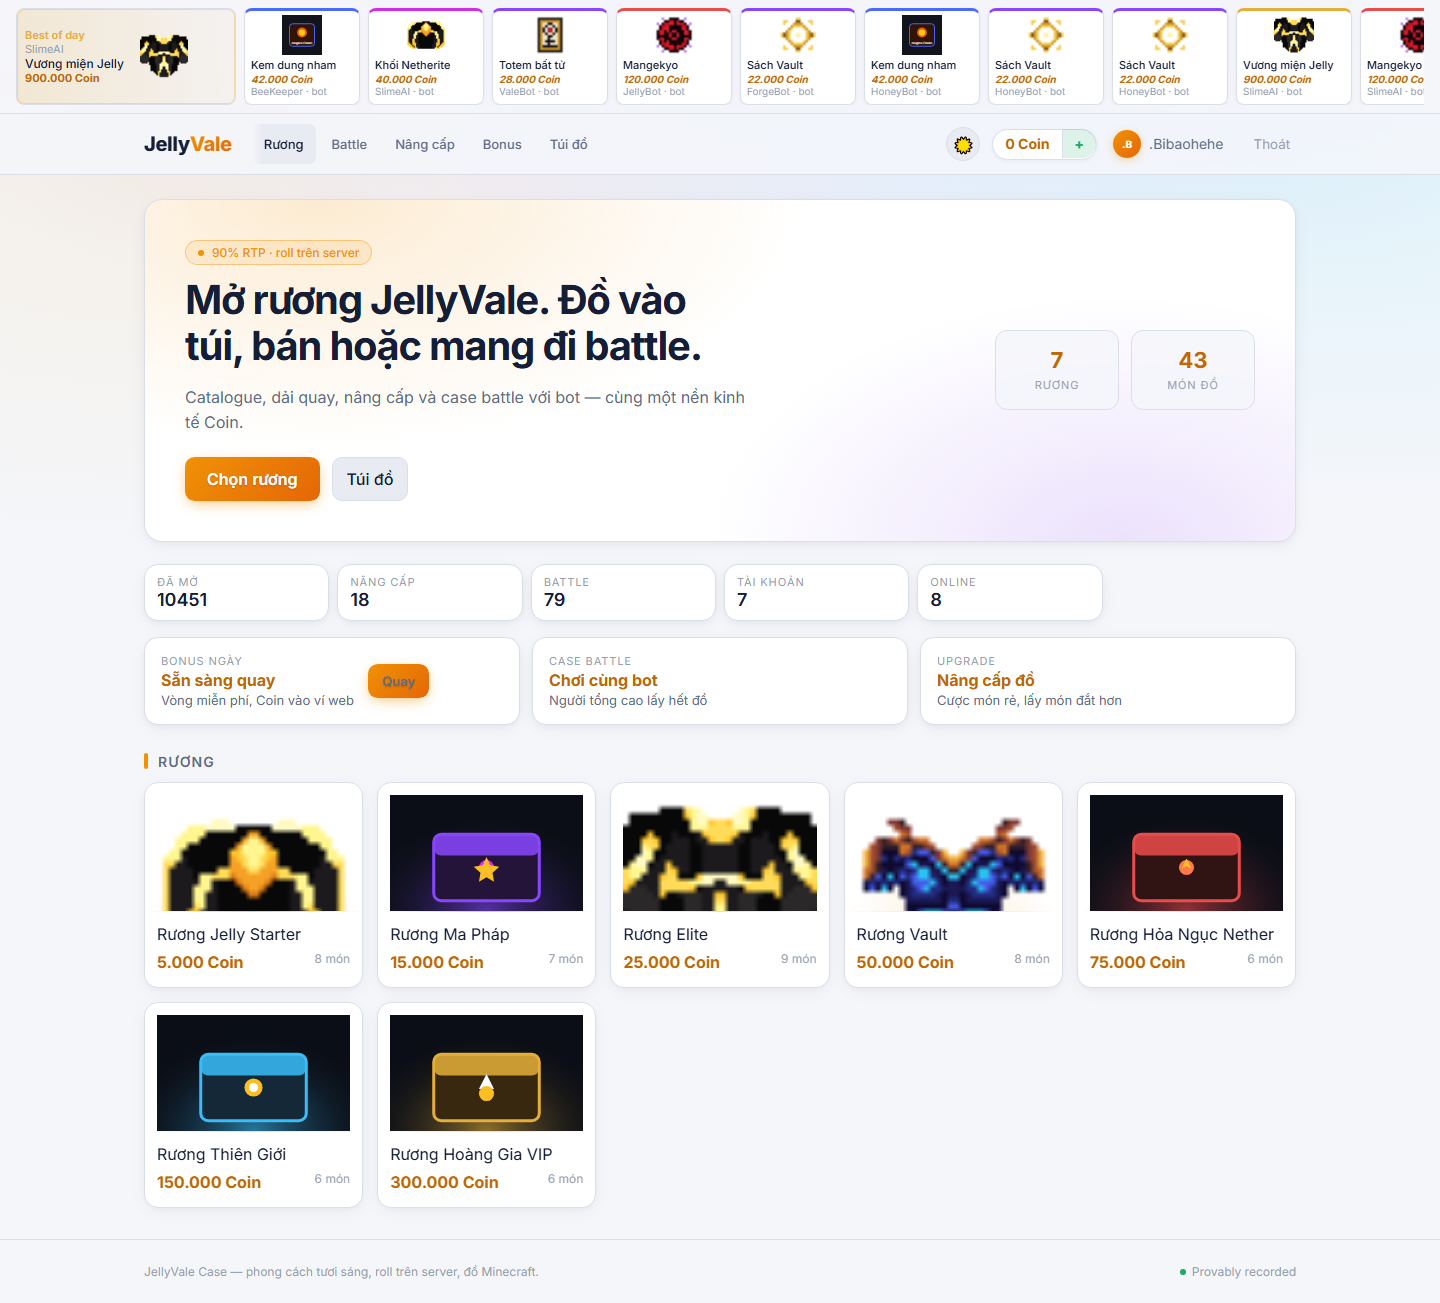 Best of day
SlimeAI
Vương miện Jelly
900.000 Coin
Kem dung nham
42.000 Coin
BeeKeeper · bot
Khối Netherite
40.000 Coin
SlimeAI · bot
Totem bất tử
28.000 Coin
ValeBot · bot
Mangekyo
120.000 Coin
JellyBot · bot
Sách Vault
22.000 Coin
ForgeBot · bot
Kem dung nham
42.000 Coin
HoneyBot · bot
Sách Vault
22.000 Coin
HoneyBot · bot
Sách Vault
22.000 Coin
HoneyBot · bot
Vương miện Jelly
900.000 Coin
SlimeAI · bot
Mangekyo
120.000 Co
SlimeAI · bot
JellyVale
Rương
Battle
Nâng cấp
Bonus
Túi đồ
0 Coin
+
.B
.Bibaohehe
Thoát
90% RTP · roll trên server
Mở rương JellyVale. Đồ vào
túi, bán hoặc mang đi battle.
Catalogue, dải quay, nâng cấp và case battle với bot — cùng một nền kinh
tế Coin.
Chọn rương
Túi đồ
7
RƯƠNG
43
MÓN ĐỒ
ĐÃ MỞ
10451
NÂNG CẤP
18
BATTLE
79
TÀI KHOẢN
7
ONLINE
8
BONUS NGÀY
Sẵn sàng quay
Vòng miễn phí, Coin vào ví web
Quay
CASE BATTLE
Chơi cùng bot
Người tổng cao lấy hết đồ
UPGRADE
Nâng cấp đồ
Cược món rẻ, lấy món đắt hơn
RƯƠNG
Rương Jelly Starter
5.000 Coin
8 món
Rương Ma Pháp
15.000 Coin
7 món
Rương Elite
25.000 Coin
9 món
Rương Vault
50.000 Coin
8 món
Rương Hỏa Ngục Nether
75.000 Coin
6 món
Rương Thiên Giới
150.000 Coin
6 món
Rương Hoàng Gia VIP
300.000 Coin
6 món
JellyVale Case — phong cách tươi sáng, roll trên server, đồ Minecraft.
Provably recorded